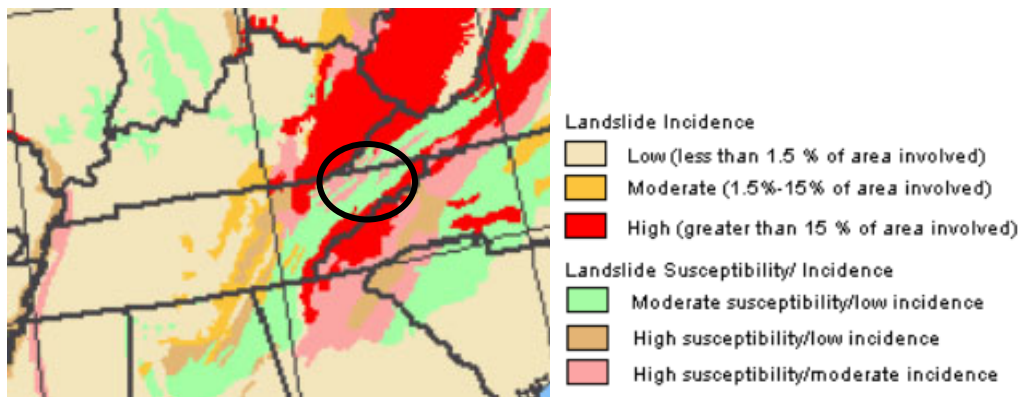 Landslide Incidence
Low (less than 1.5 % of area involved)
Moderate (1.5%-15% of area involved)
High (greater than 15 % of area involved)
Landslide Susceptibility/ Incidence
Moderate susceptibility/low incidence
High susceptibility/low incidence
High susceptibility/moderate incidence